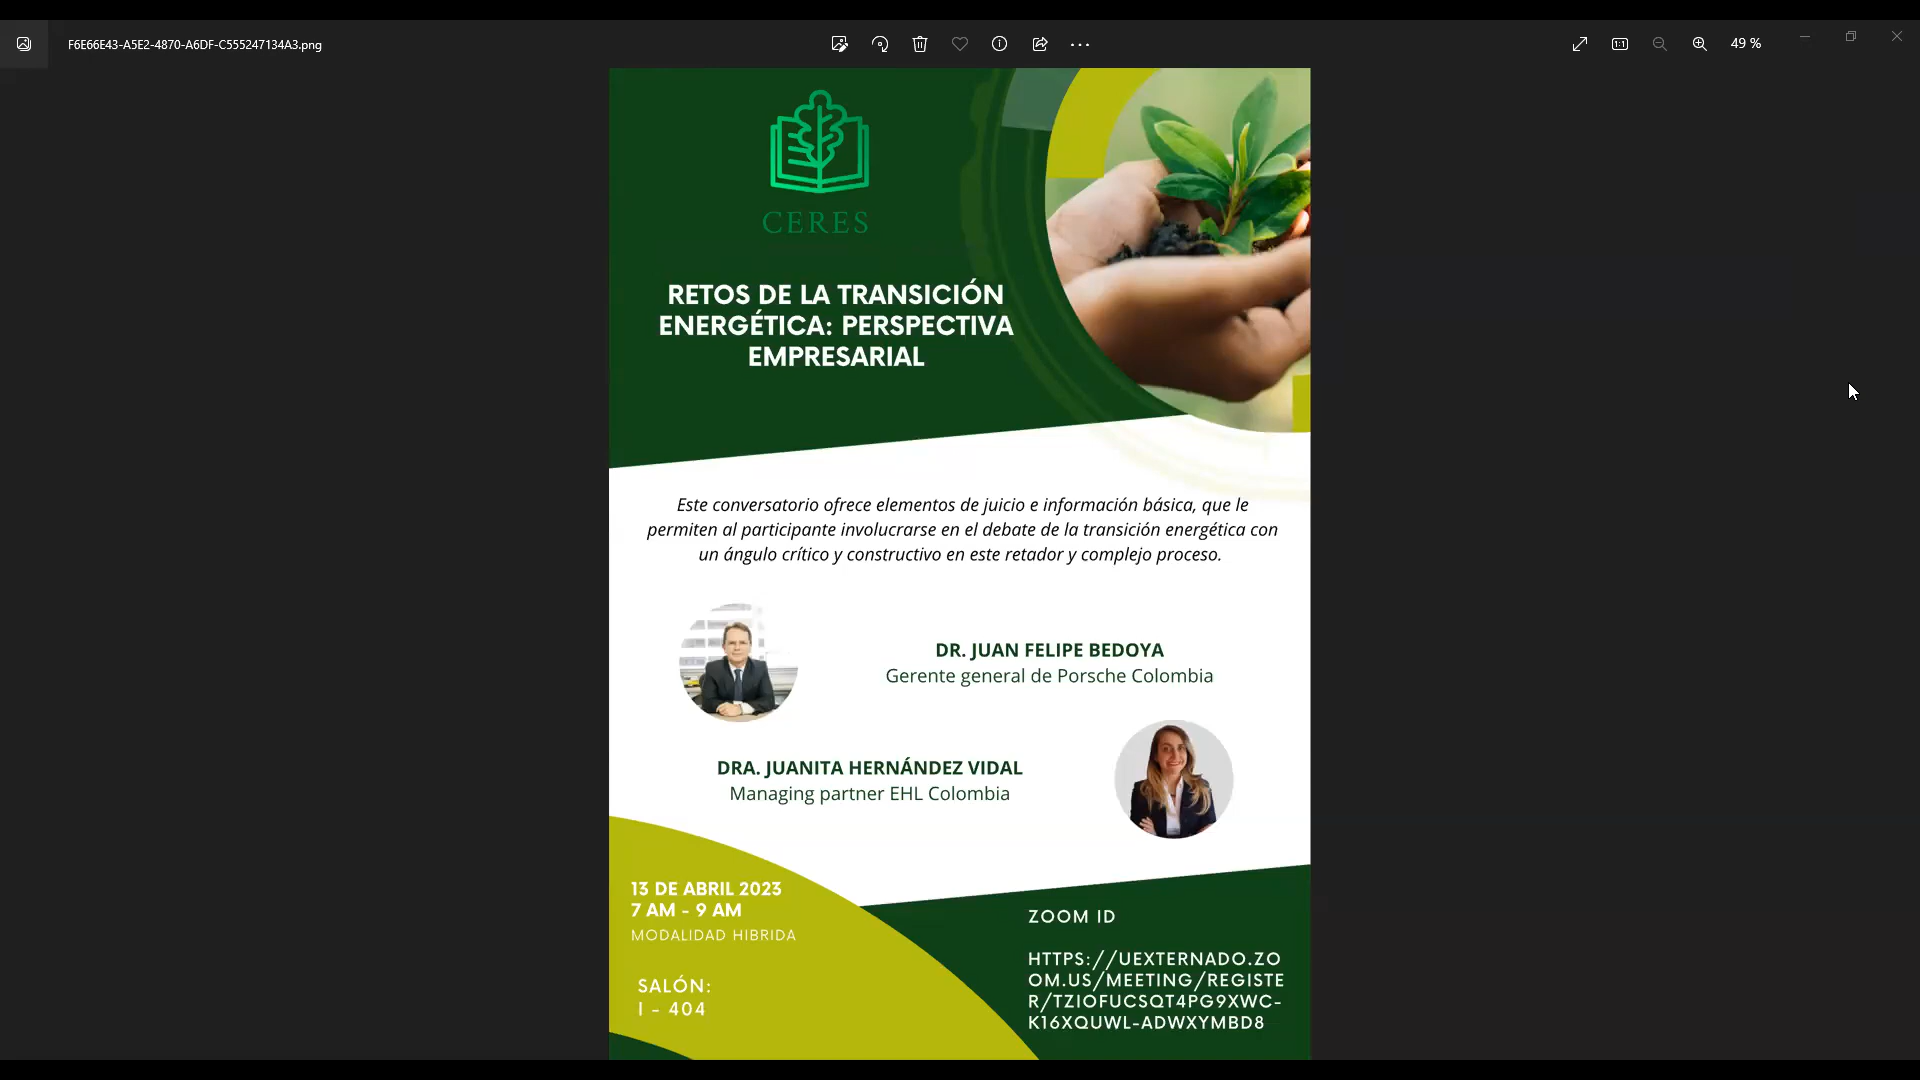 F6E66E43-A5E2-4870-A6DF-C555247134A3.png
49 %
CERES
RETOS DE LA TRANSICIÓN
ENERGÉTICA: PERSPECTIVA
EMPRESARIAL
Este conversatorio ofrece elementos de juicio e información básica, que le
permiten al participante involucrarse en el debate de la transición energética con
un ángulo crítico y constructivo en este retador y complejo proceso.
DR. JUAN FELIPE BEDOYA
Gerente general de Porsche Colombia
DRA. JUANITA HERNÁNDEZ VIDAL
Managing partner EHL Colombia
13 DE ABRIL 2023
7 AM - 9 AM
MODALIDAD HIBRIDA
SALÓN:
I - 404
ZOOM ID
HTTPS://UEXTERNADO.ZO
OM.US/MEETING/REGISTE
R/TZIOFUCSQT4PG9XWC-
K16XQUWL-ADWXYMBD8